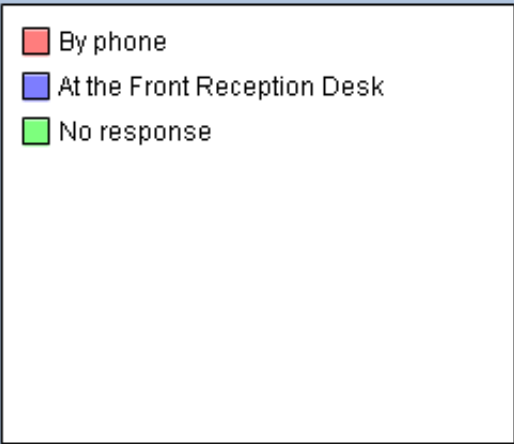 By phone
At the Front Reception Desk
No response